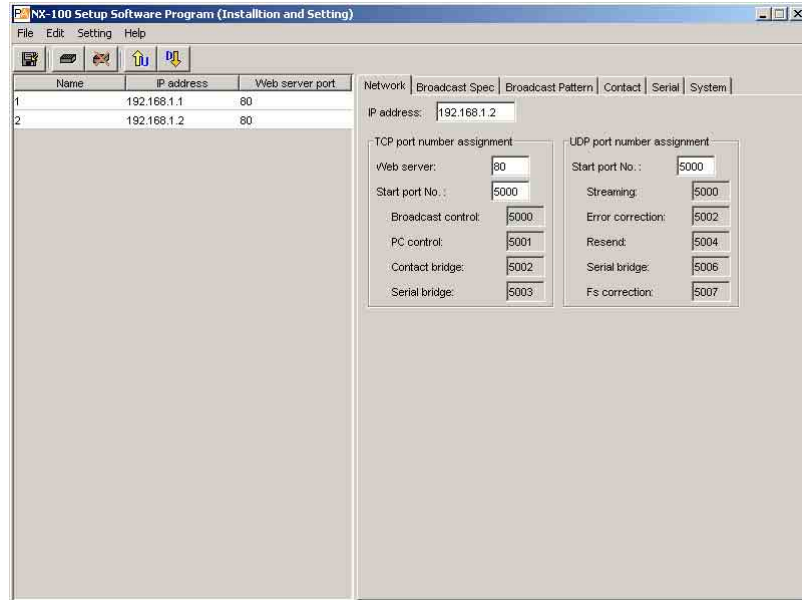 NX-100 Setup Software Program (Installtion and Setting)
File Edit Setting Help
Name IP address Web server port
1 192.168.1.1 80
2 192.168.1.2 80
Network Broadcast Spec Broadcast Pattern Contact Serial System
IP address: 192.168.1.2
TCP port number assignment
Web server: 80
Start port No. : 5000
Broadcast control: 5000
PC control: 5001
Contact bridge: 5002
Serial bridge: 5003
UDP port number assignment
Start port No. : 5000
Streaming: 5000
Error correction: 5002
Resend: 5004
Serial bridge: 5006
Fs correction: 5007